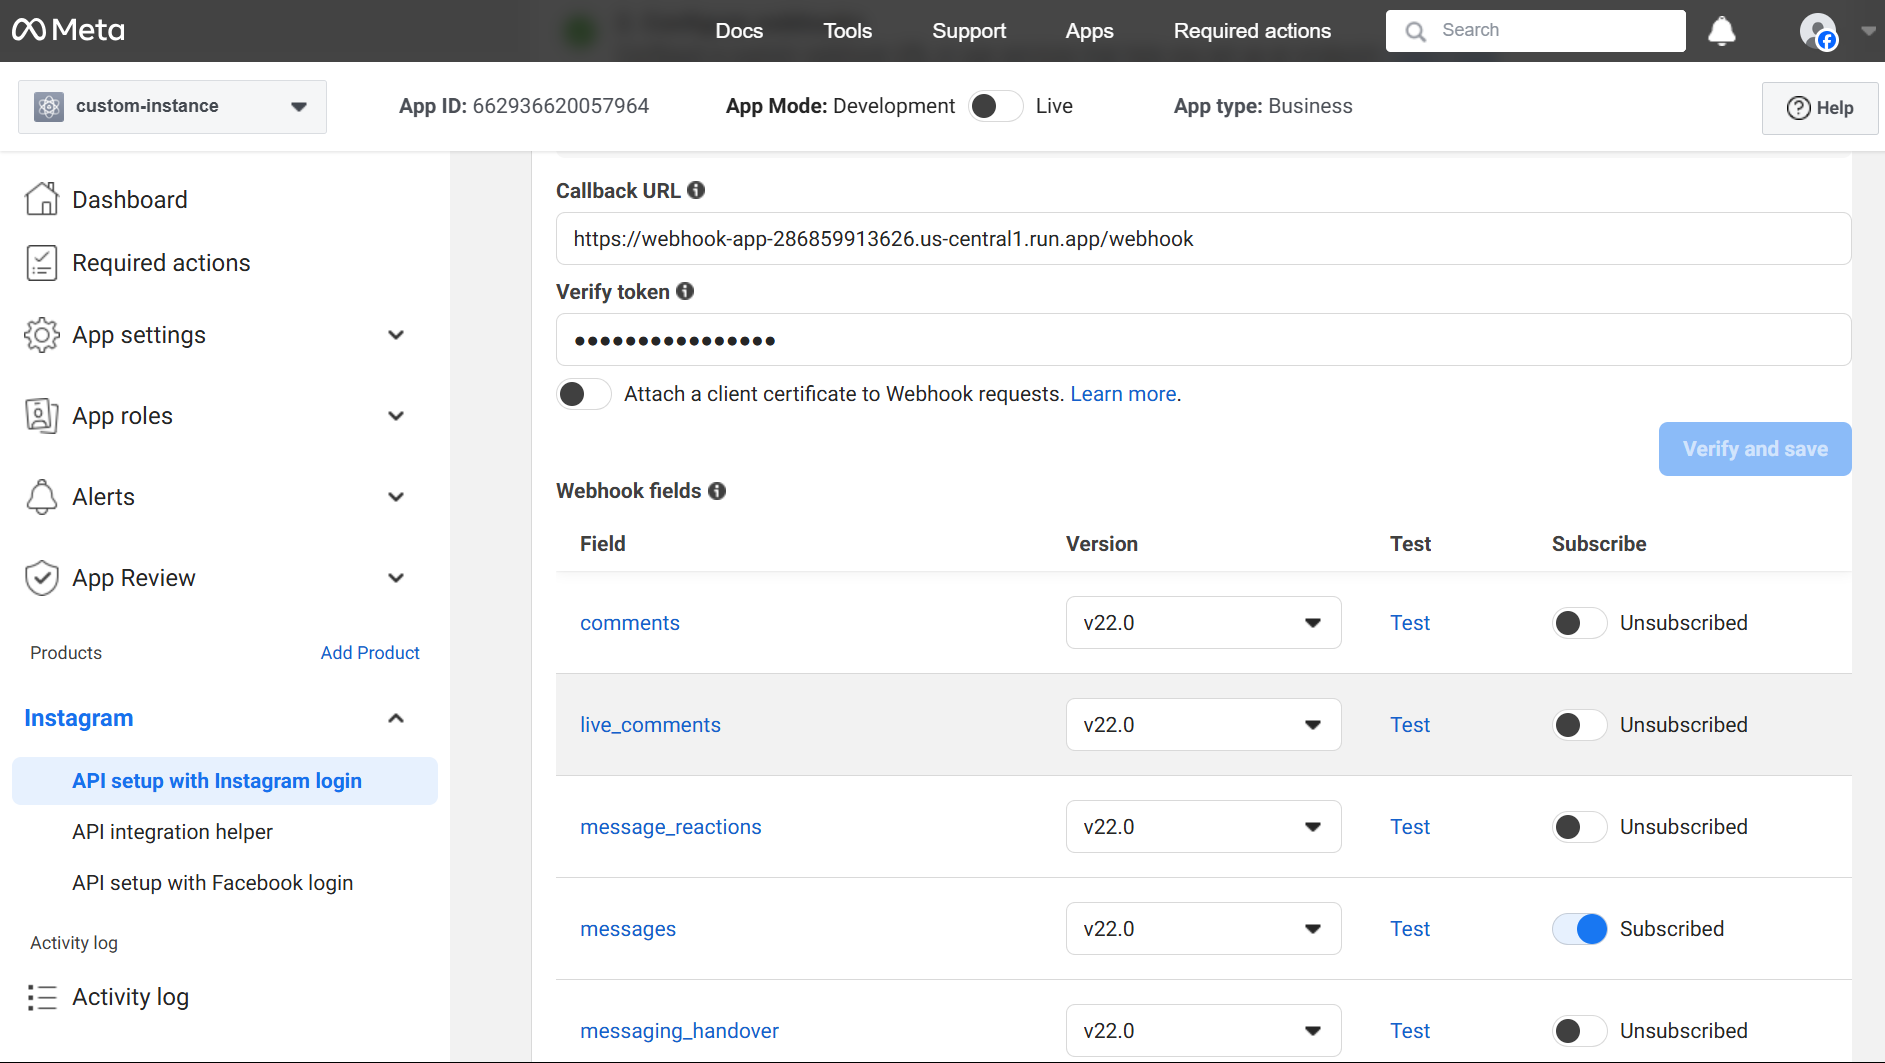 Meta
Docs
Tools
Support
Apps
Required actions
Search
custom-instance
App ID: 662936620057964
App Mode: Development
Live
App type: Business
Help
Dashboard
Required actions
App settings
App roles
Alerts
App Review
Products
Add Product
Instagram
API setup with Instagram login
API integration helper
API setup with Facebook login
Activity log
Activity log
Callback URL
https://webhook-app-286859913626.us-central1.run.app/webhook
Verify token
••••••••••••••••
Attach a client certificate to Webhook requests. Learn more.
Verify and save
Webhook fields
Field Version Test Subscribe
comments v22.0 Test Unsubscribed
live_comments v22.0 Test Unsubscribed
message_reactions v22.0 Test Unsubscribed
messages v22.0 Test Subscribed
messaging_handover v22.0 Test Unsubscribed